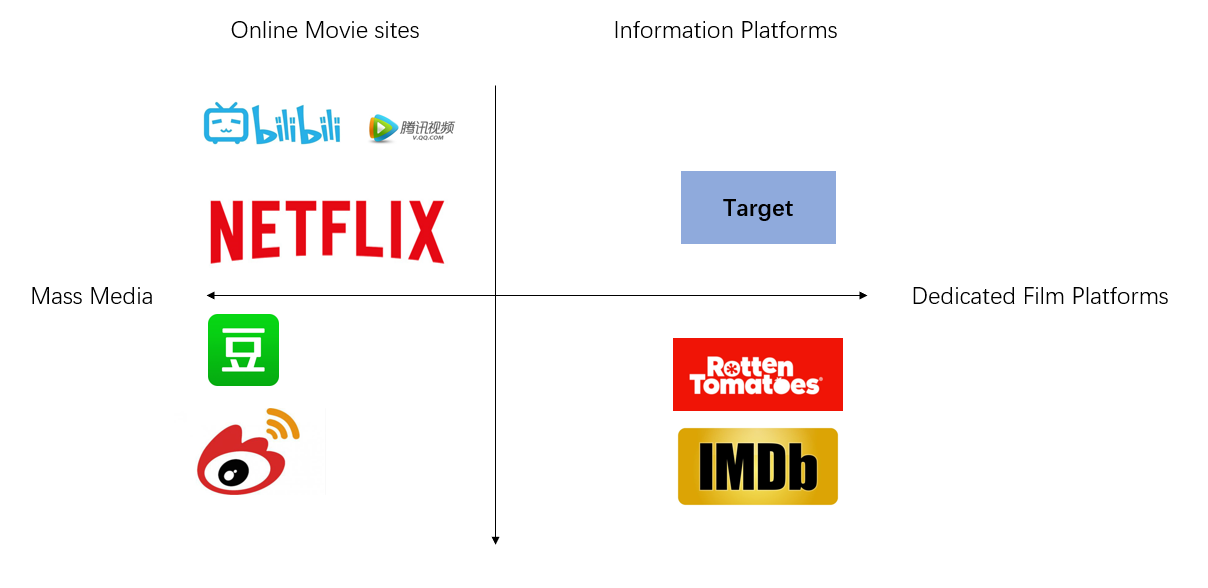 Online Movie sites
Information Platforms
bilibili
腾讯视频
V.QQ.COM
Target
NETFLIX
Mass Media
Dedicated Film Platforms
豆
Rotten
Tomatoes®
IMDb